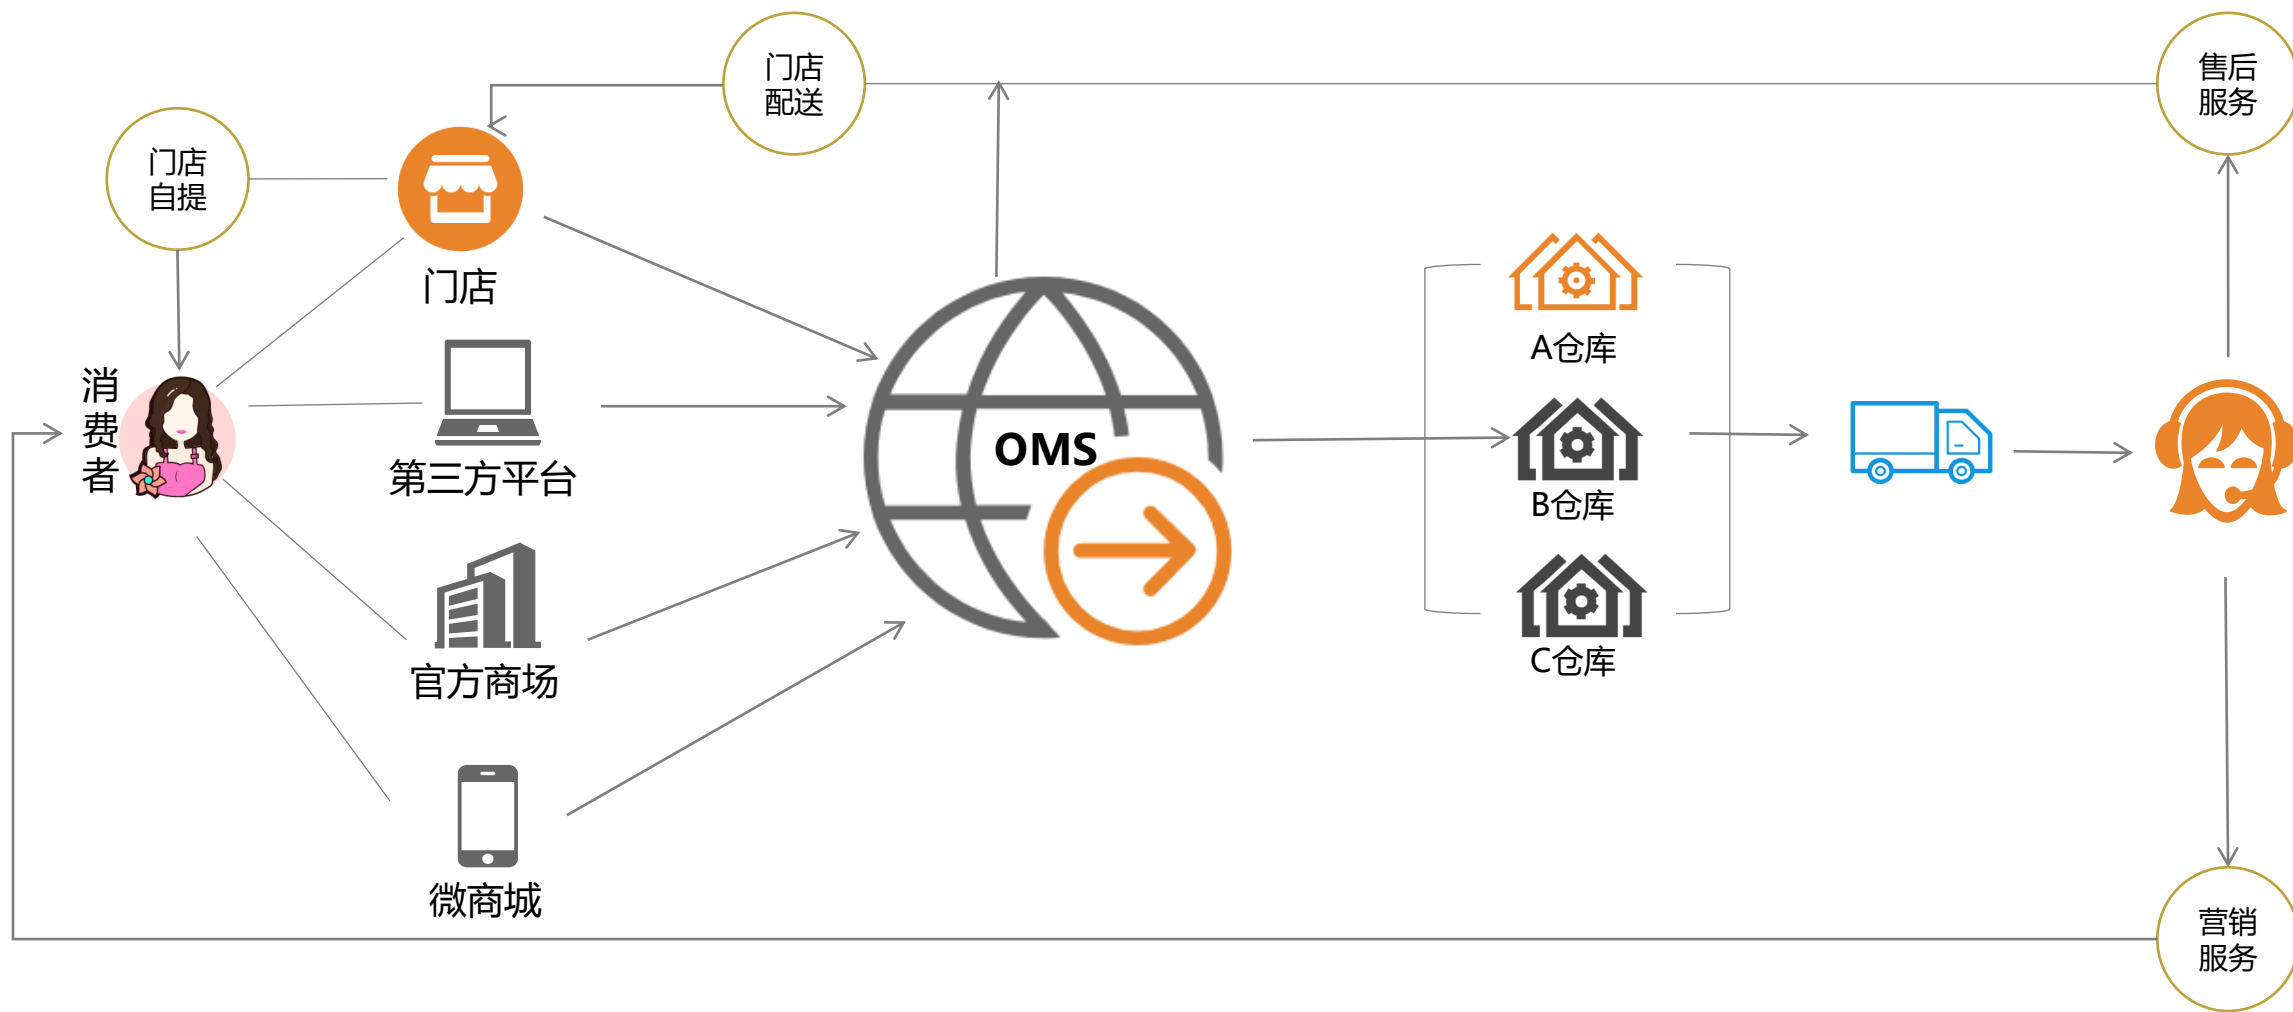 门店
配送
售后
服务
门店
自提
门店
消
费
者
第三方平台
OMS
A仓库
B仓库
C仓库
官方商场
微商城
营销
服务